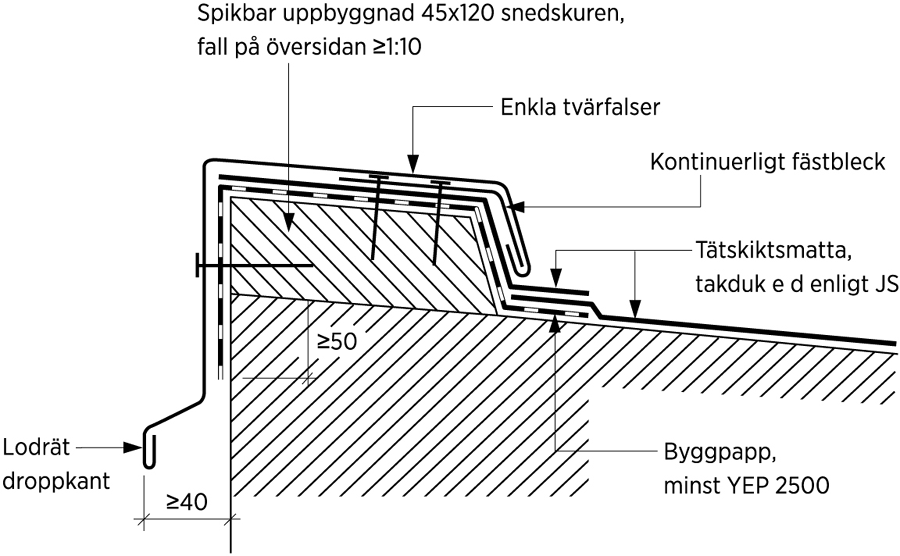 Spikbar uppbyggnad 45x120 snedskuren,
fall på översidan ≥1:10
Enkla tvärfalser
Kontinuerligt fästbleck
Tätskiktsmatta,
takduk e d enligt JS
≥50
Lodrät
droppkant
Byggpapp,
minst YEP 2500
≥40